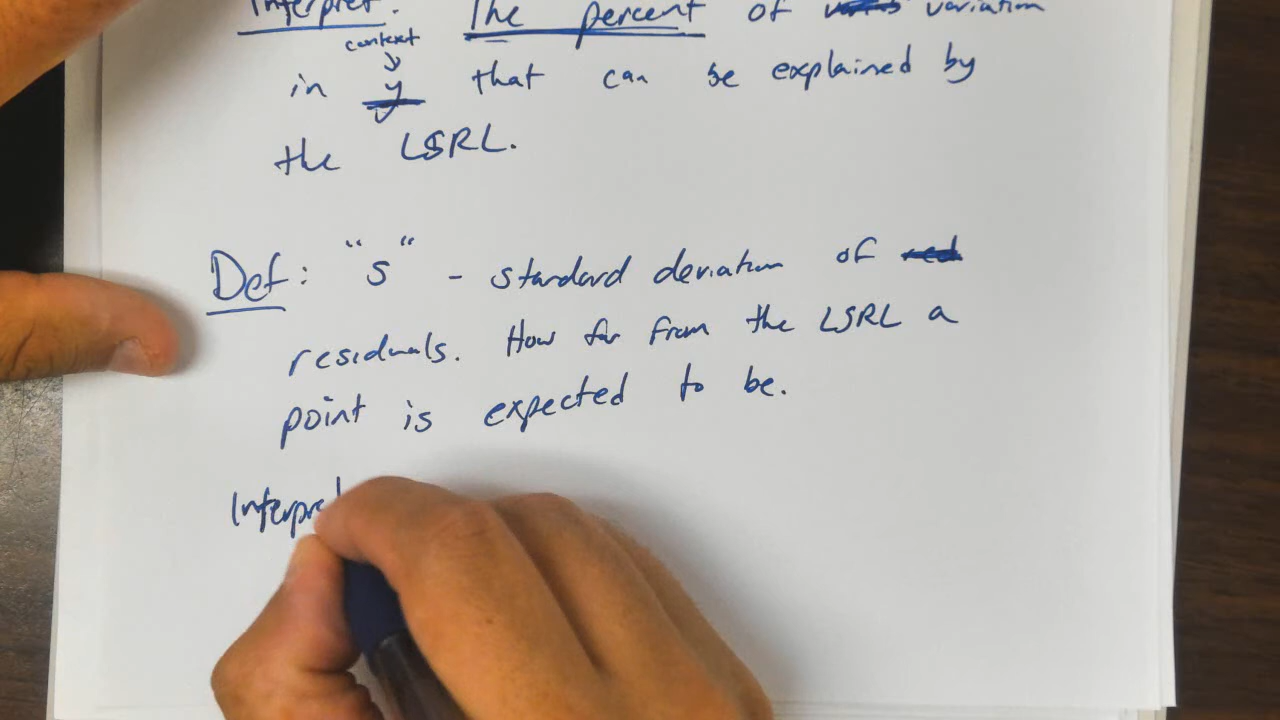 Interpret: The percent of variation
context
in y that can be explained by
the LSRL.
Def: "s" - standard deviation of
residuals. How far from the LSRL a
point is expected to be.
Interpret